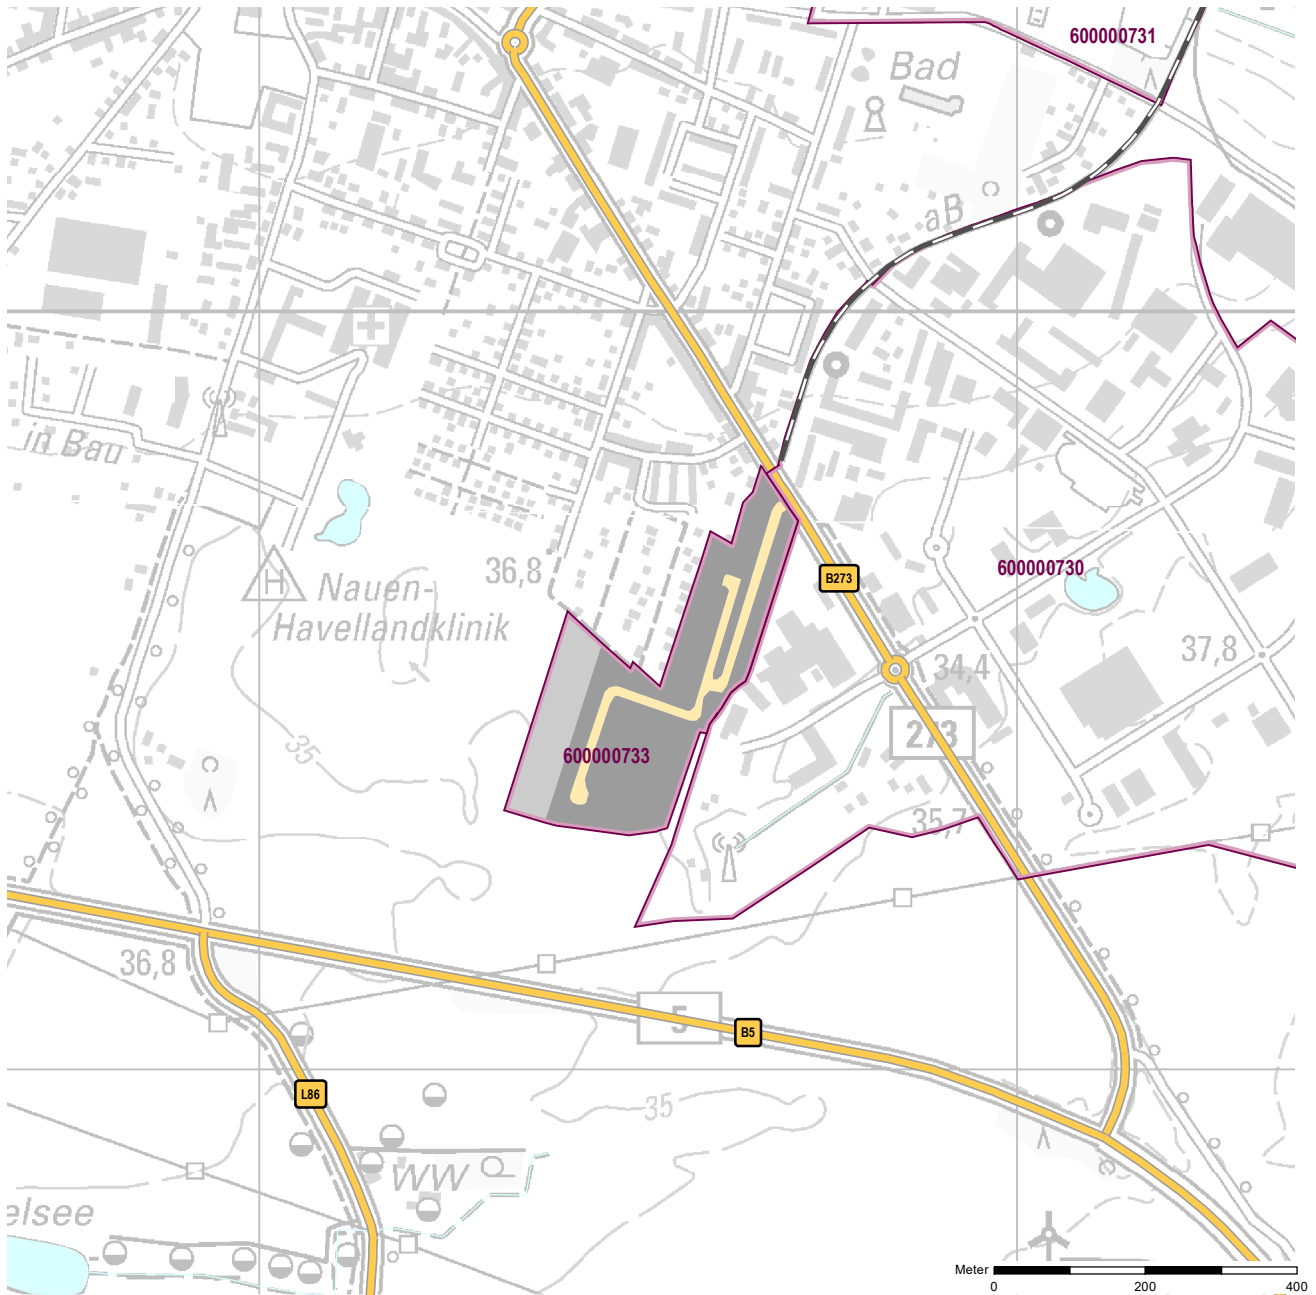 600000731
Bad
aB
in Bau
36,8
H
Nauen-
Havellandklinik
B273
600000730
34,4
37,8
273
35
600000733
35,7
36,8
5
B5
L86
35
WW
elsee
Meter
0
200
400